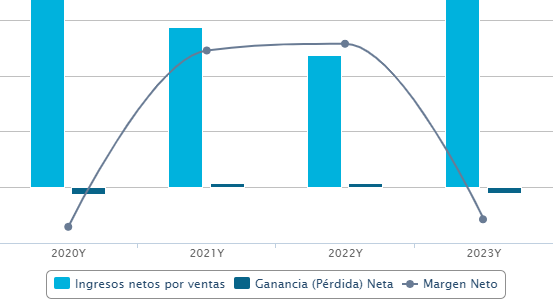 2020Y 2021Y 2022Y 2023Y
Ingresos netos por ventas Ganancia (Pérdida) Neta Margen Neto